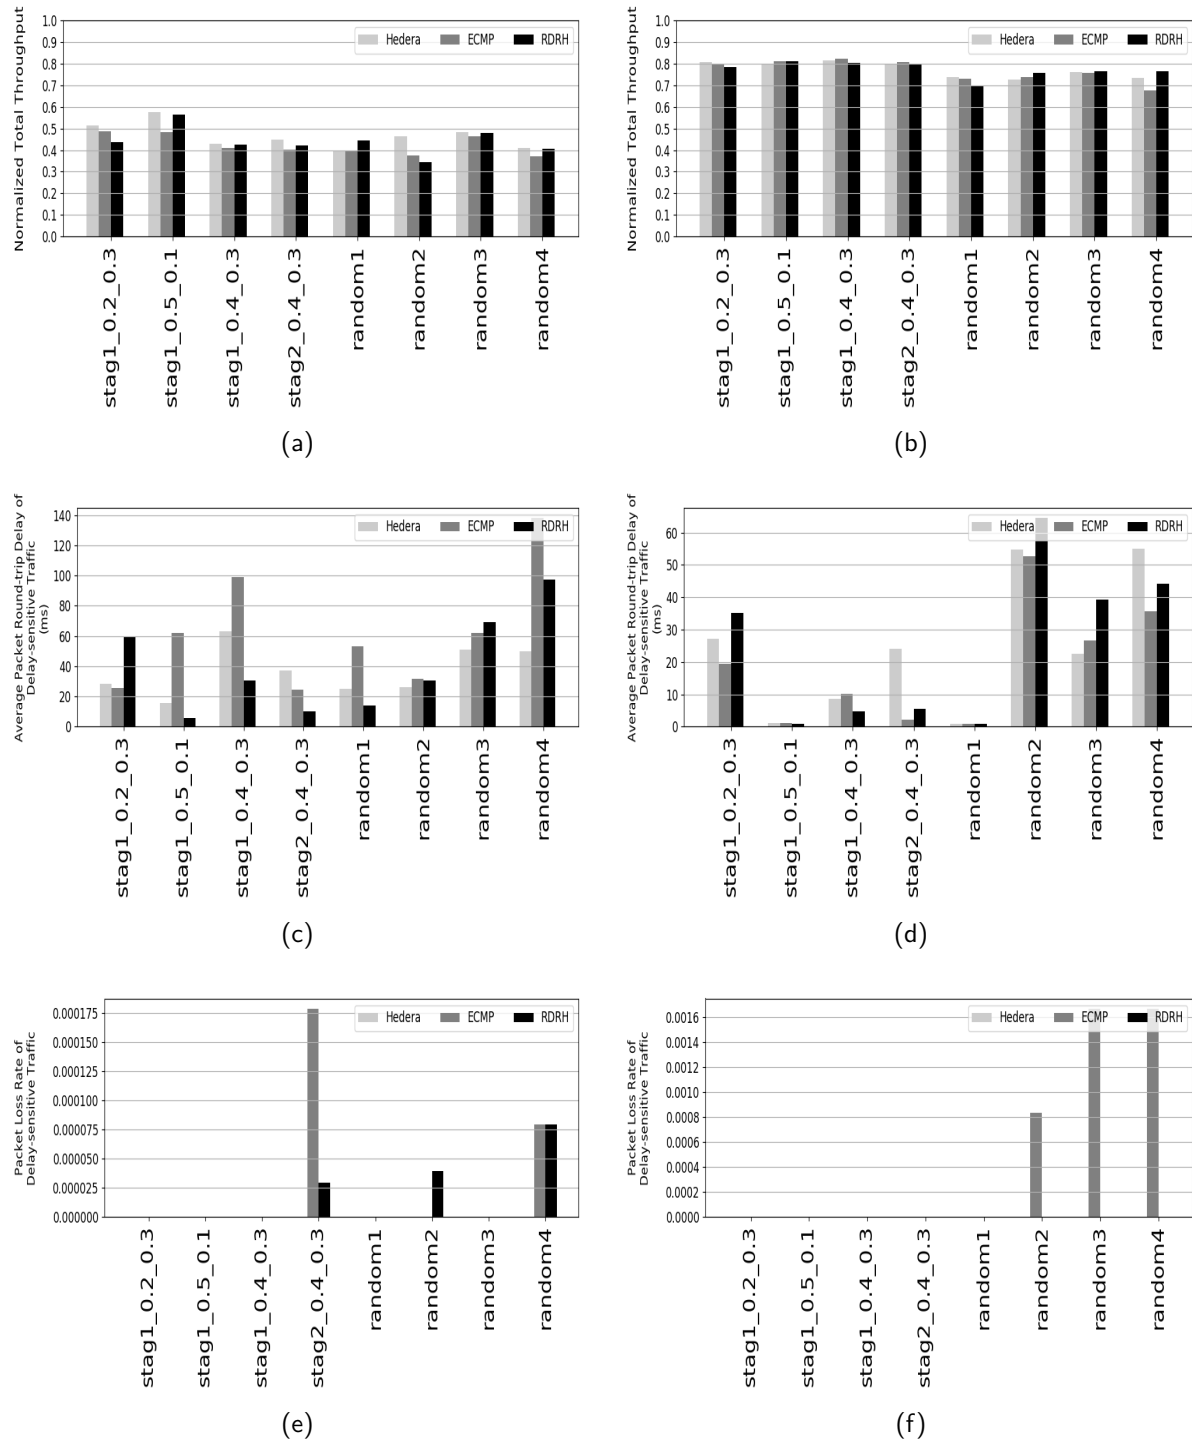 Normalized Total Throughput
1.0
0.9
0.8
0.7
0.6
0.5
0.4
0.3
0.2
0.1
0.0
Hedera ECMP RDRH
stag1_0.2_0.3
stag1_0.5_0.1
stag1_0.4_0.3
stag2_0.4_0.3
random1
random2
random3
random4
(a)
Normalized Total Throughput
1.0
0.9
0.8
0.7
0.6
0.5
0.4
0.3
0.2
0.1
0.0
Hedera ECMP RDRH
stag1_0.2_0.3
stag1_0.5_0.1
stag1_0.4_0.3
stag2_0.4_0.3
random1
random2
random3
random4
(b)
Average Packet Round-trip Delay of
Delay-sensitive Traffic
(ms)
140
120
100
80
60
40
20
0
Hedera ECMP RDRH
stag1_0.2_0.3
stag1_0.5_0.1
stag1_0.4_0.3
stag2_0.4_0.3
random1
random2
random3
random4
(c)
Average Packet Round-trip Delay of
Delay-sensitive Traffic
(ms)
60
50
40
30
20
10
0
Hedera ECMP RDRH
stag1_0.2_0.3
stag1_0.5_0.1
stag1_0.4_0.3
stag2_0.4_0.3
random1
random2
random3
random4
(d)
Packet Loss Rate of
Delay-sensitive Traffic
0.000175
0.000150
0.000125
0.000100
0.000075
0.000050
0.000025
0.000000
Hedera ECMP RDRH
stag1_0.2_0.3
stag1_0.5_0.1
stag1_0.4_0.3
stag2_0.4_0.3
random1
random2
random3
random4
(e)
Packet Loss Rate of
Delay-sensitive Traffic
0.0016
0.0014
0.0012
0.0010
0.0008
0.0006
0.0004
0.0002
0.0000
Hedera ECMP RDRH
stag1_0.2_0.3
stag1_0.5_0.1
stag1_0.4_0.3
stag2_0.4_0.3
random1
random2
random3
random4
(f)